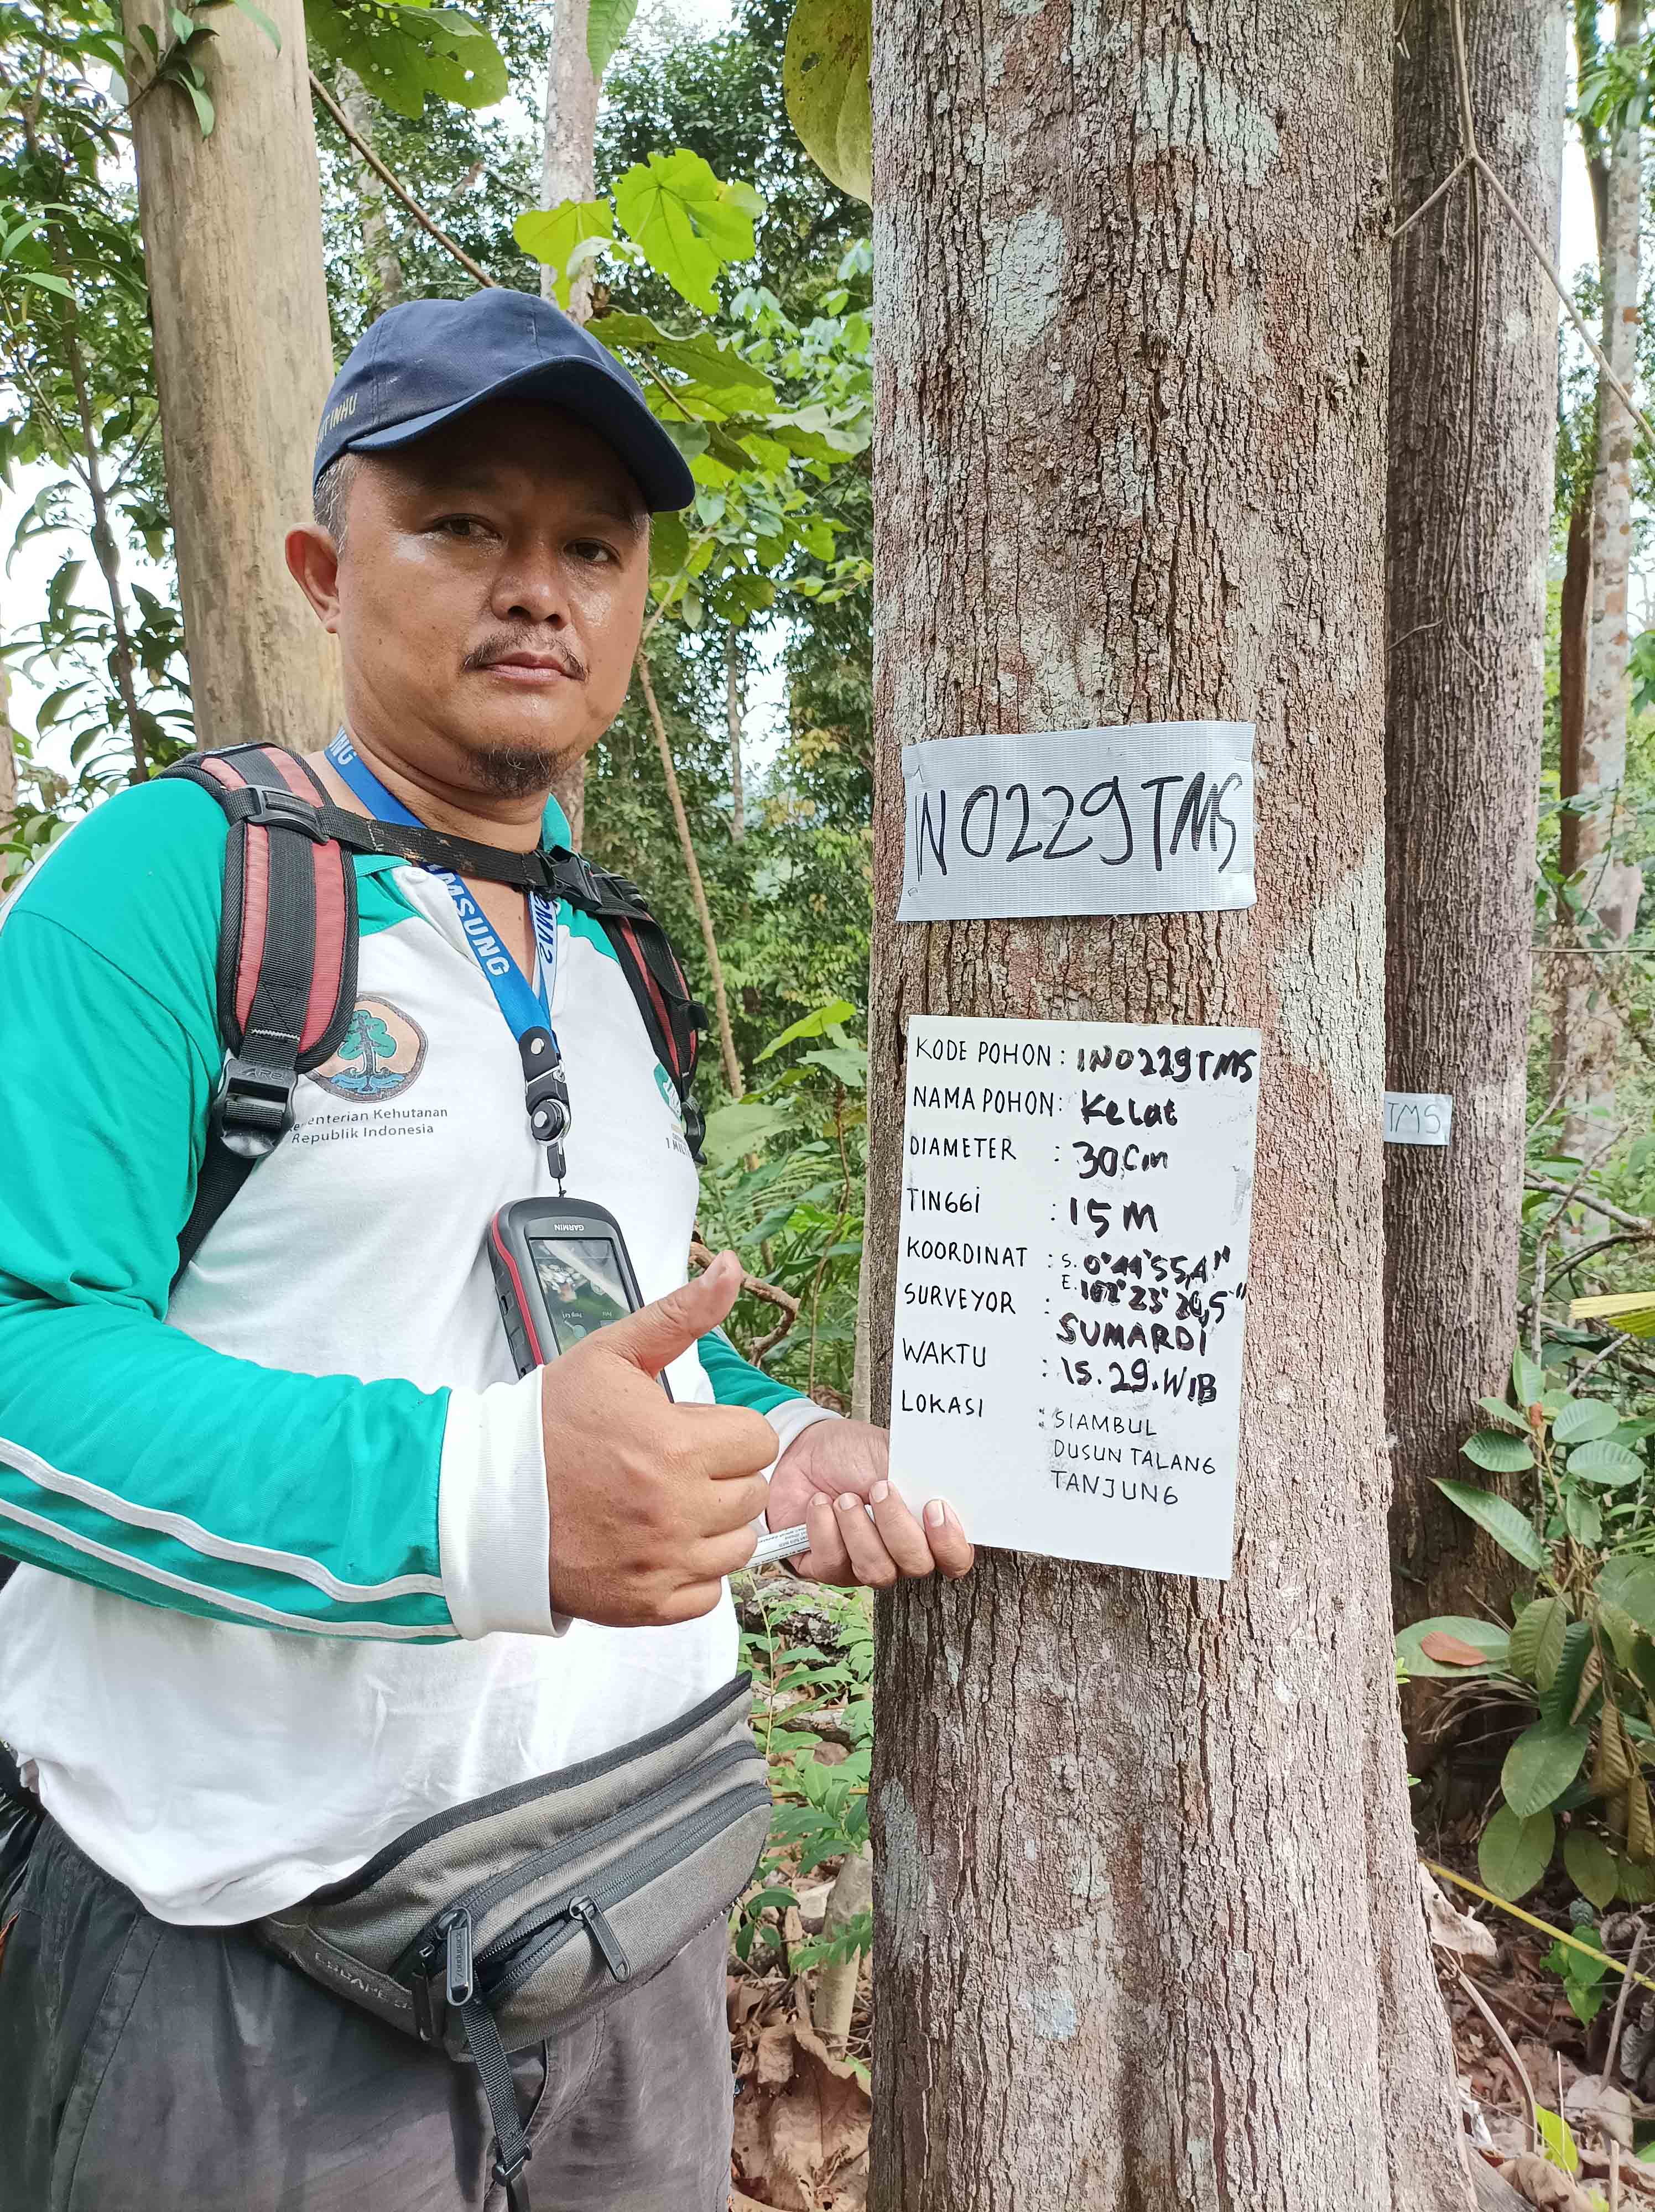 IT INHU
SAMSUNG
Kementerian Kehutanan
Republik Indonesia
GARMIN
IN0229TMS
TMS
KODE POHON : IN0229TMS
NAMA POHON : Kelat
DIAMETER : 30 Cm
TINGGI : 15 M
KOORDINAT : S. 0°44'55,4"
E. 102°23'20,5"
SURVEYOR : SUMARDI
WAKTU : 15.29.WIB
LOKASI : SIAMBUL
DUSUN TALANG
TANJUNG